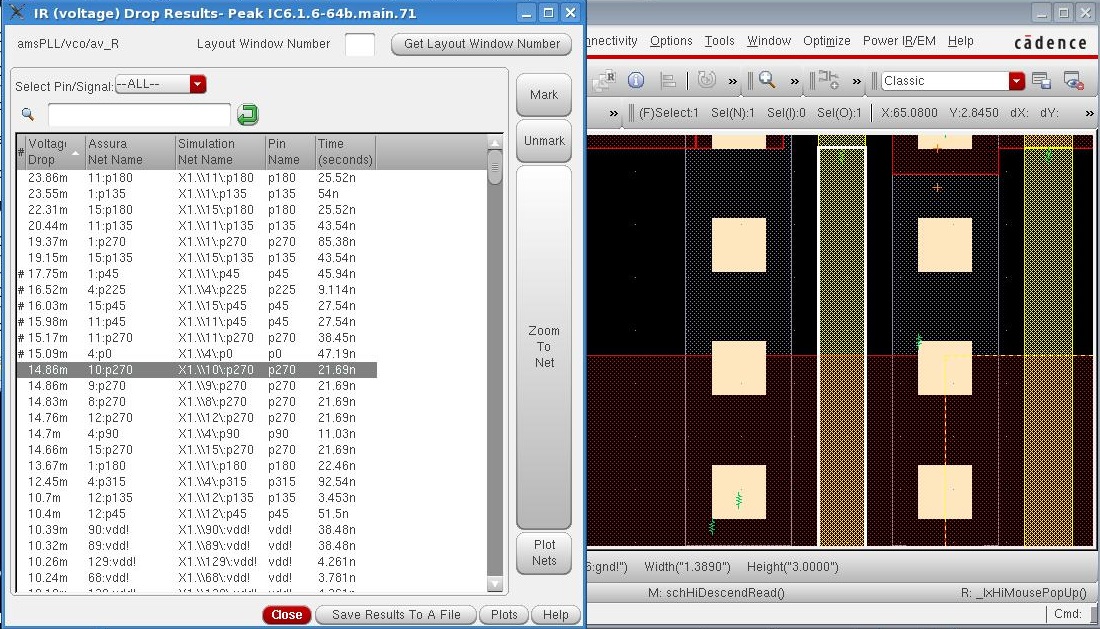 IR (voltage) Drop Results- Peak IC6.1.6-64b.main.71
amsPLL/vco/av_R Layout Window Number Get Layout Window Number
Select Pin/Signal: --ALL--
Mark
Unmark
Zoom
To
Net
Plot
Nets
# Voltag Assura Simulation Pin Time
Drop Net Name Net Name Name (seconds)
23.86m 11:p180 X1.\\11\:p180 p180 25.52n
23.55m 1:p135 X1.\\1\:p135 p135 54n
22.31m 15:p180 X1.\\15\:p180 p180 25.52n
20.44m 11:p135 X1.\\11\:p135 p135 43.54n
19.37m 1:p270 X1.\\1\:p270 p270 85.38n
19.15m 15:p135 X1.\\15\:p135 p135 43.54n
# 17.75m 1:p45 X1.\\1\:p45 p45 45.94n
# 16.52m 4:p225 X1.\\4\:p225 p225 9.114n
# 16.03m 15:p45 X1.\\15\:p45 p45 27.54n
# 15.98m 11:p45 X1.\\11\:p45 p45 27.54n
# 15.17m 11:p270 X1.\\11\:p270 p270 38.45n
# 15.09m 4:p0 X1.\\4\:p0 p0 47.19n
14.86m 10:p270 X1.\\10\:p270 p270 21.69n
14.86m 9:p270 X1.\\9\:p270 p270 21.69n
14.83m 8:p270 X1.\\8\:p270 p270 21.69n
14.76m 12:p270 X1.\\12\:p270 p270 21.69n
14.7m 4:p90 X1.\\4\:p90 p90 11.03n
14.66m 15:p270 X1.\\15\:p270 p270 21.69n
13.67m 1:p180 X1.\\1\:p180 p180 22.46n
12.45m 4:p315 X1.\\4\:p315 p315 92.54n
10.7m 12:p135 X1.\\12\:p135 p135 3.453n
10.4m 12:p45 X1.\\12\:p45 p45 51.5n
10.39m 90:vdd! X1.\\90\:vdd! vdd! 38.48n
10.32m 89:vdd! X1.\\89\:vdd! vdd! 38.48n
10.26m 129:vdd! X1.\\129\:vdd! vdd! 4.261n
10.24m 68:vdd! X1.\\68\:vdd! vdd! 3.781n
Close Save Results To A File Plots Help
nnectivity Options Tools Window Optimize Power IR/EM Help cādence
R » » » Classic
» (F)Select:1 Sel(N):1 Sel(I):0 Sel(O):1 X:65.0800 Y:2.8450 dX: dY: »
6:gnd!") Width("1.3890") Height("3.0000")
M: schHiDescendRead() R: _lxHiMousePopUp()
Cmd: